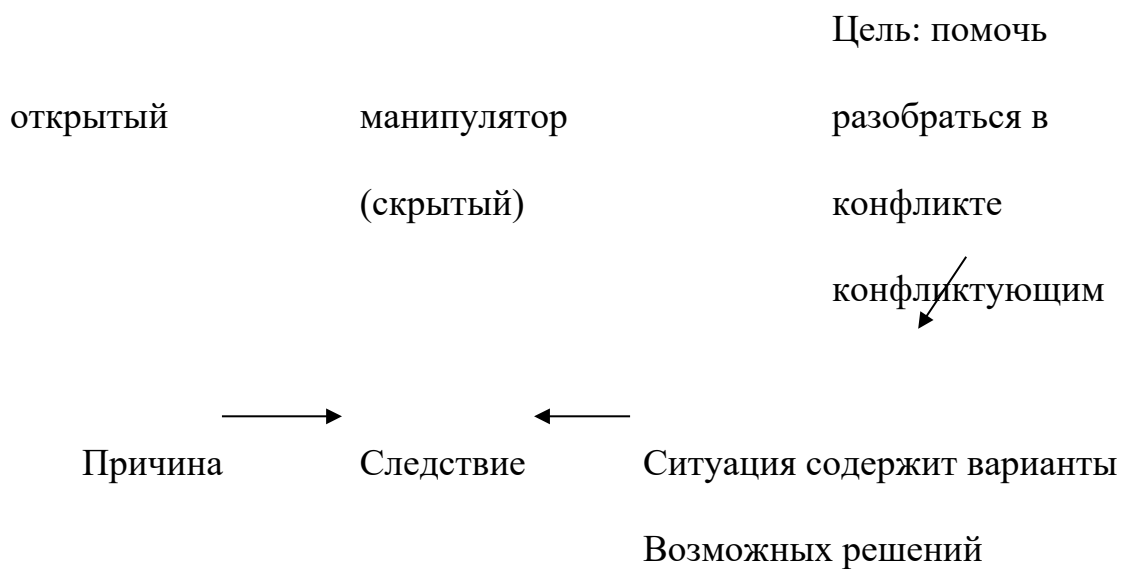 Цель: помочь
открытый манипулятор разобраться в
(скрытый) конфликте
конфликтующим
Причина Следствие Ситуация содержит варианты
Возможных решений